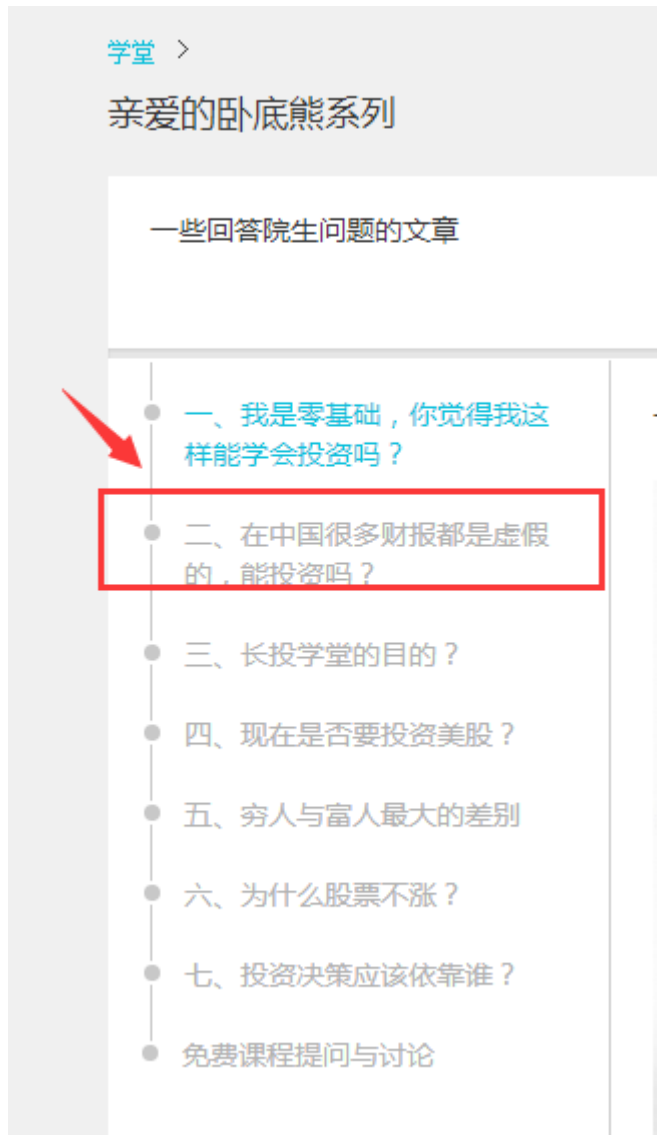 学堂 >
亲爱的卧底熊系列
一些回答院生问题的文章
一、我是零基础，你觉得我这
样能学会投资吗？
二、在中国很多财报都是虚假
的，能投资吗？
三、长投学堂的目的？
四、现在是否要投资美股？
五、穷人与富人最大的差别
六、为什么股票不涨？
七、投资决策应该依靠谁？
免费课程提问与讨论